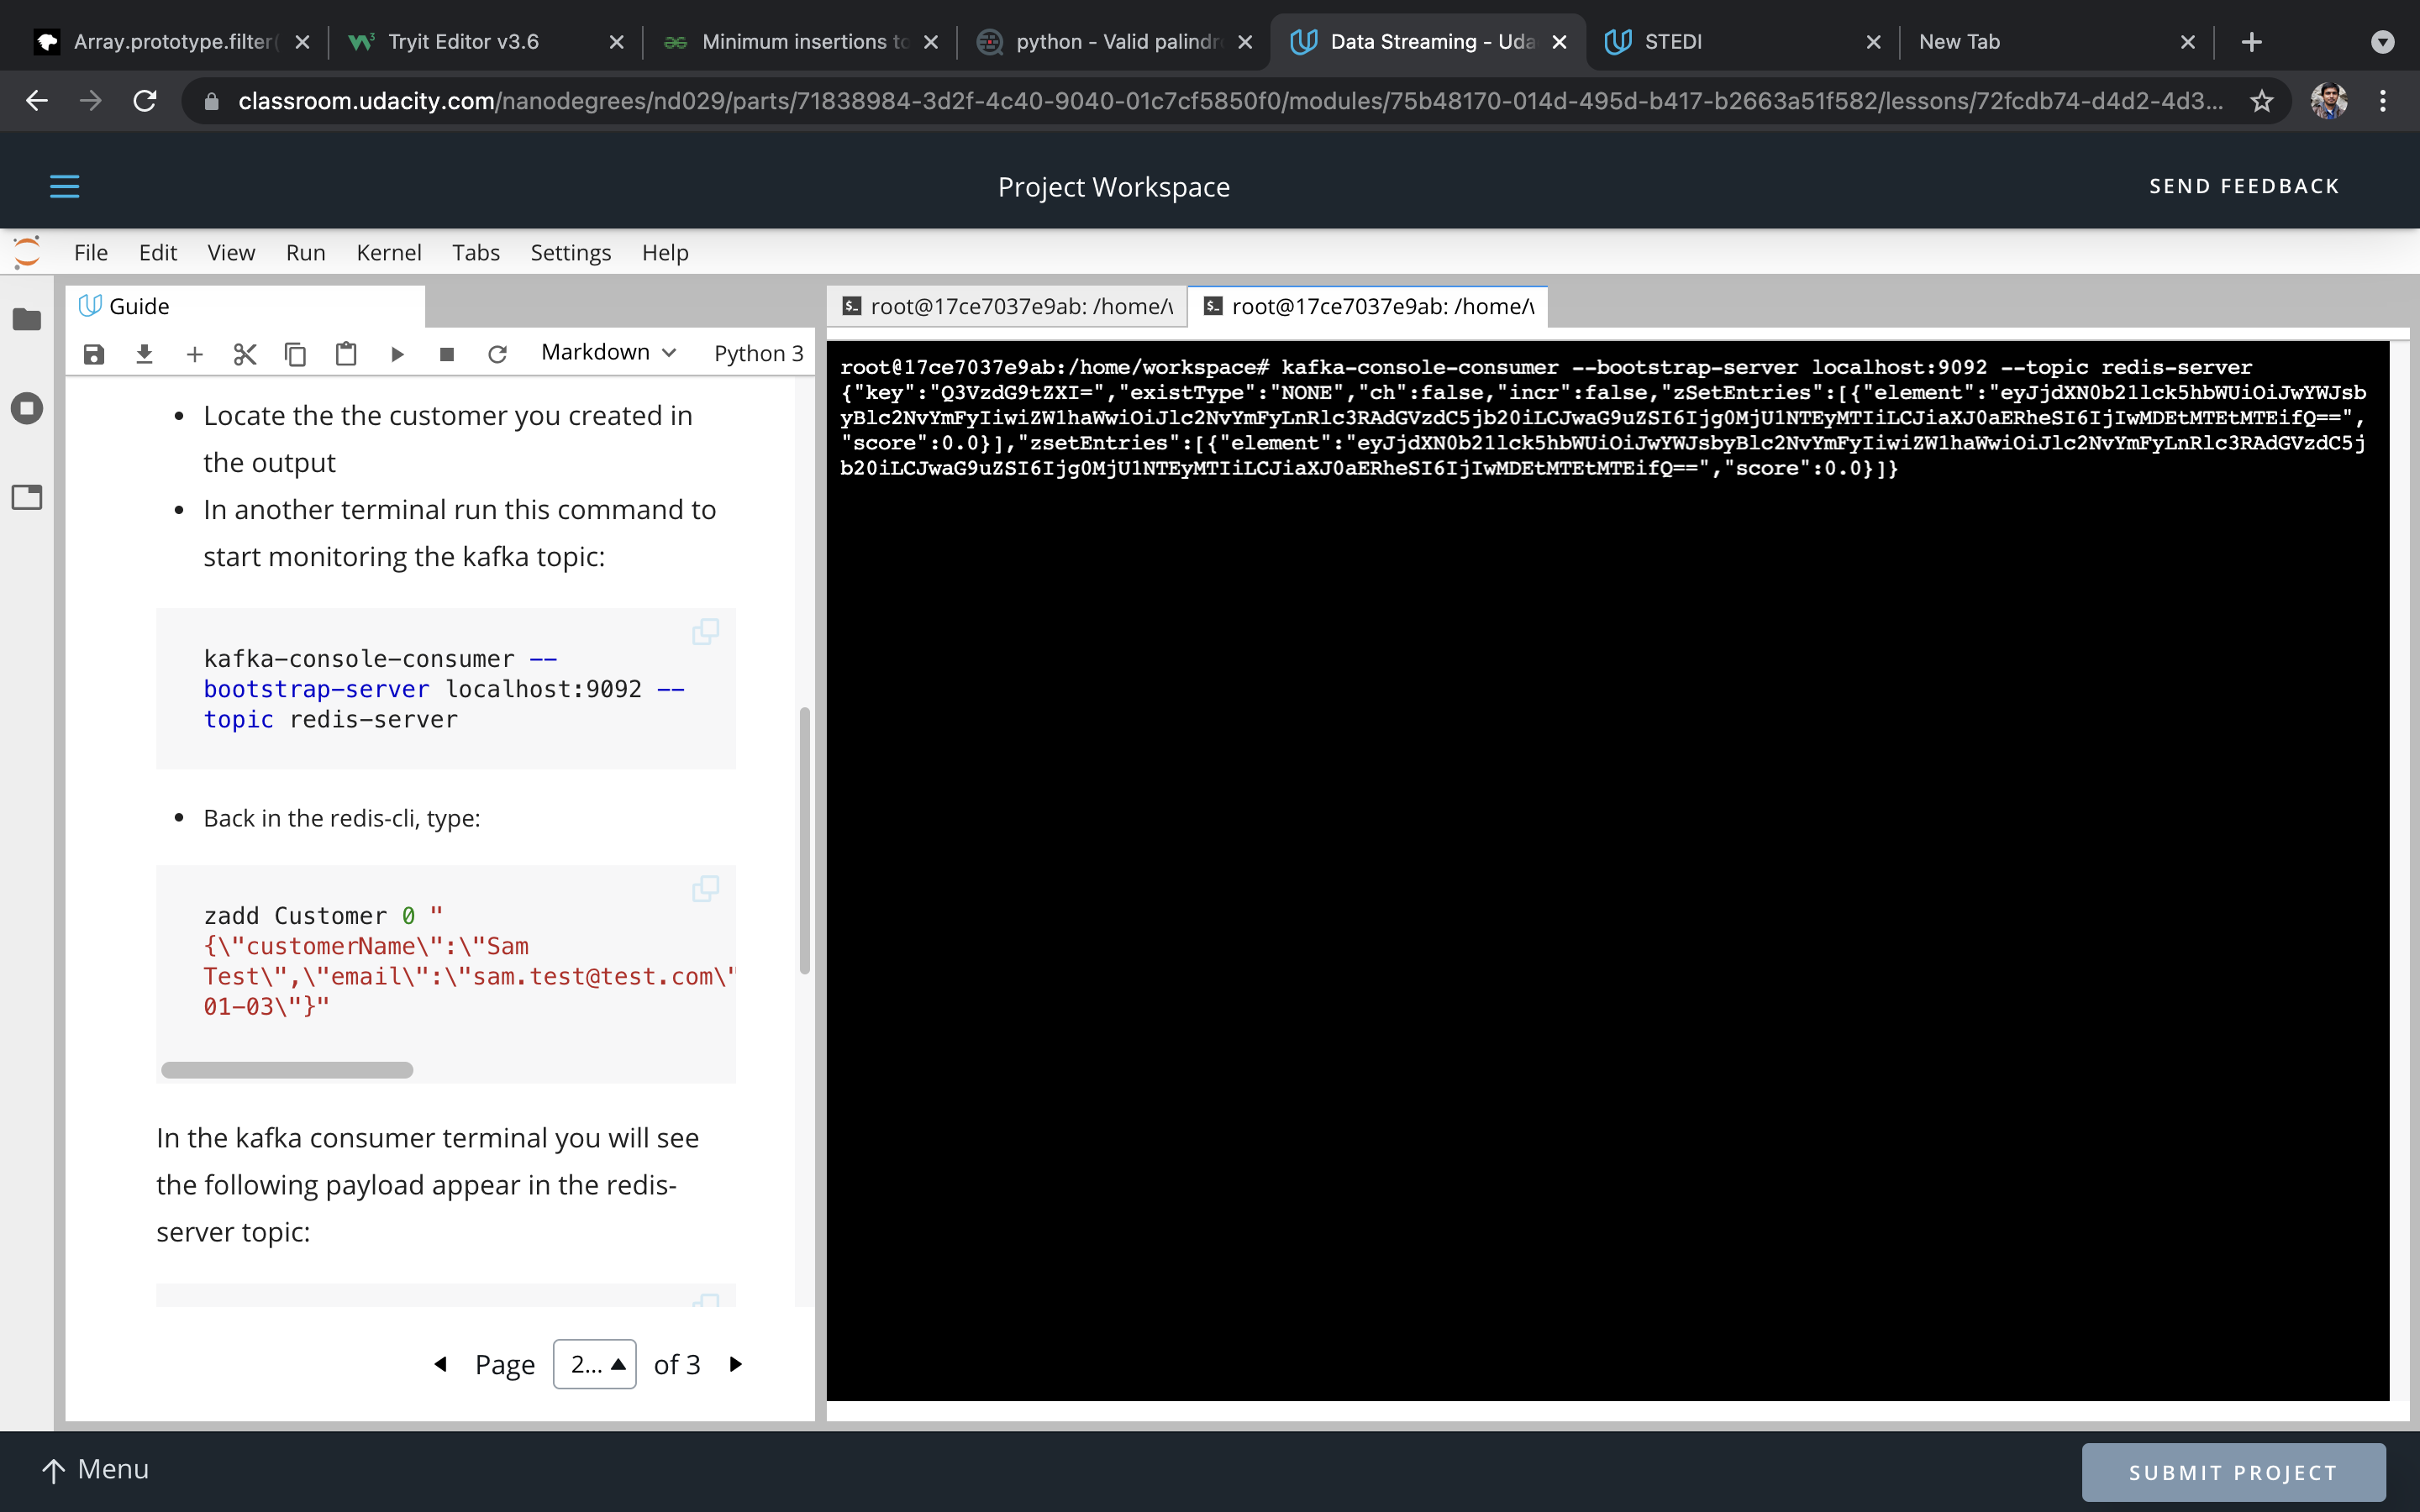 Array.prototype.filter(
Tryit Editor v3.6
Minimum insertions to
python - Valid palindr
Data Streaming - Uda
STEDI
New Tab
classroom.udacity.com/nanodegrees/nd029/parts/71838984-3d2f-4c40-9040-01c7cf5850f0/modules/75b48170-014d-495d-b417-b2663a51f582/lessons/72fcdb74-d4d2-4d3...
Project Workspace
SEND FEEDBACK
File Edit View Run Kernel Tabs Settings Help
Guide
Markdown
Python 3
• Locate the the customer you created in
the output
• In another terminal run this command to
start monitoring the kafka topic:
kafka-console-consumer --
bootstrap-server localhost:9092 --
topic redis-server
• Back in the redis-cli, type:
zadd Customer 0 "
{\"customerName\":\"Sam
Test\",\"email\":\"sam.test@test.com\"
01-03\"}"
In the kafka consumer terminal you will see
the following payload appear in the redis-
server topic:
Page 2... of 3
root@17ce7037e9ab: /home/
root@17ce7037e9ab: /home/
root@17ce7037e9ab:/home/workspace# kafka-console-consumer --bootstrap-server localhost:9092 --topic redis-server
{"key":"Q3VzdG9tZXI=","existType":"NONE","ch":false,"incr":false,"zSetEntries":[{"element":"eyJjdXN0b21lck5hbWUiOiJwYWJsb
yBlc2NvYmFyIiwiZW1haWwiOiJlc2NvYmFyLnRlc3RAdGVzdC5jb20iLCJwaG9uZSI6Ijg0MjU1NTEyMTIiLCJiaXJ0aERheSI6IjIwMDEtMTEtMTEifQ==",
"score":0.0}],"zsetEntries":[{"element":"eyJjdXN0b21lck5hbWUiOiJwYWJsbyBlc2NvYmFyIiwiZW1haWwiOiJlc2NvYmFyLnRlc3RAdGVzdC5j
b20iLCJwaG9uZSI6Ijg0MjU1NTEyMTIiLCJiaXJ0aERheSI6IjIwMDEtMTEtMTEifQ==","score":0.0}]}
Menu
SUBMIT PROJECT